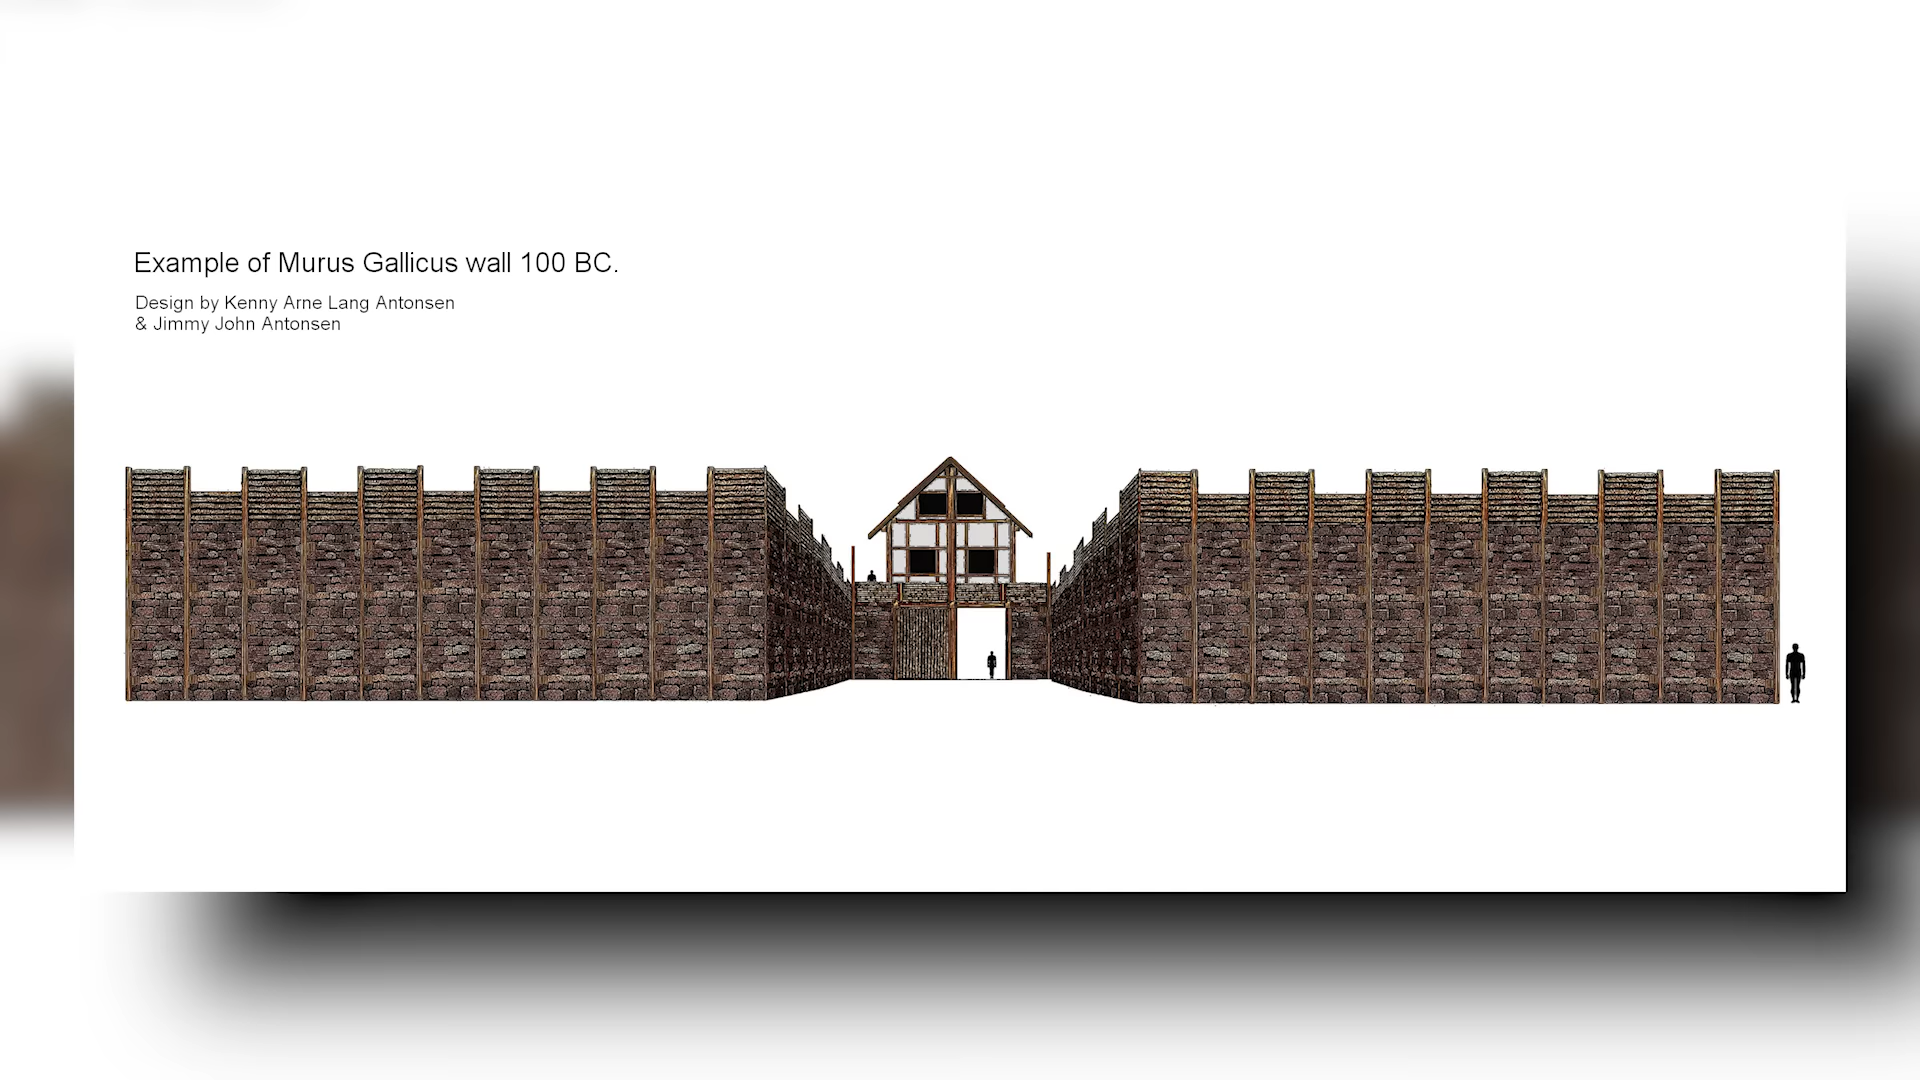 Example of Murus Gallicus wall 100 BC.
Design by Kenny Arne Lang Antonsen
& Jimmy John Antonsen